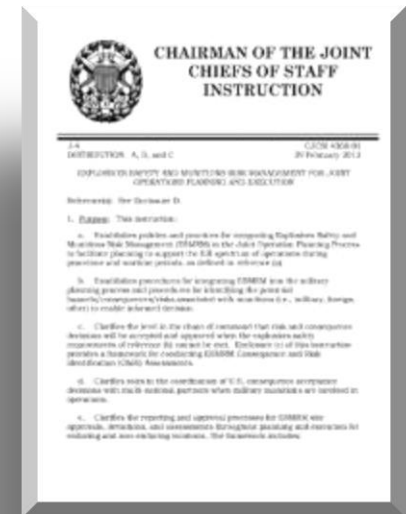 CHAIRMAN OF THE JOINT
CHIEFS OF STAFF
INSTRUCTION
J-4
DISTRIBUTION: A, B, and C
EXPLOSIVES SAFETY AND MUNITIONS RISK MANAGEMENT FOR JOINT
OPERATIONS PLANNING AND EXECUTION
References: See Enclosure D.
1. Purpose: This instruction:
a. Establishes policies and practices for integrating Explosives Safety and
Munitions Risk Management (ESMRM) in the Joint Operation Planning Process
to facilitate planning to support the full spectrum of operations during
peacetime and wartime periods, as defined in reference
b. Establishes procedures for integrating ESMRM into the military
planning process and procedures for identifying the potential
associated with munitions (i.e., military, foreign,
other) to enable informed decision
c. Clarifies the level in the chain of command that risk and consequence
decisions will be accepted and approved when the explosives safety
requirements of reference cannot be met. Enclosure of this instruction
provides a framework for conducting ESMRM Consequence and Risk
Identification Assessments.
d. Clarifies roles in the coordination of U.S. consequence acceptance
decisions with multi-national partners when military munitions are involved in
operations.
e. Clarifies the reporting and approval processes for ESMRM site
approvals, deviations, and assessments throughout planning and execution for
enduring and non-enduring missions. The framework includes: